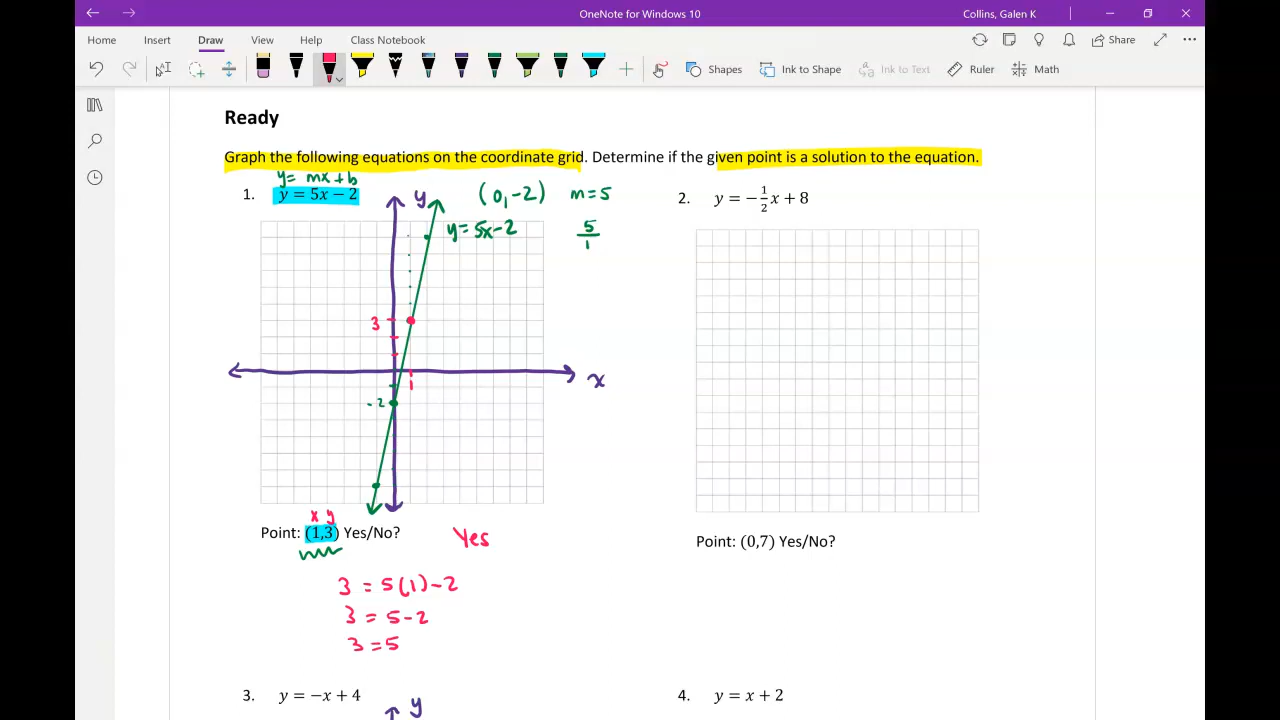 OneNote for Windows 10
Collins, Galen K
Home Insert Draw View Help Class Notebook
Share
Shapes Ink to Shape Ink to Text Ruler Math
Ready
Graph the following equations on the coordinate grid. Determine if the given point is a solution to the equation.
y = mx + b
1. y = 5x − 2
y
(0, -2) m = 5
y = 5x - 2
5
1
3
x
1
-2
x y
Point: (1,3) Yes/No?
Yes
3 = 5(1) - 2
3 = 5 - 2
3 = 5
2. y = −1/2x + 8
Point: (0,7) Yes/No?
3. y = −x + 4
y
4. y = x + 2